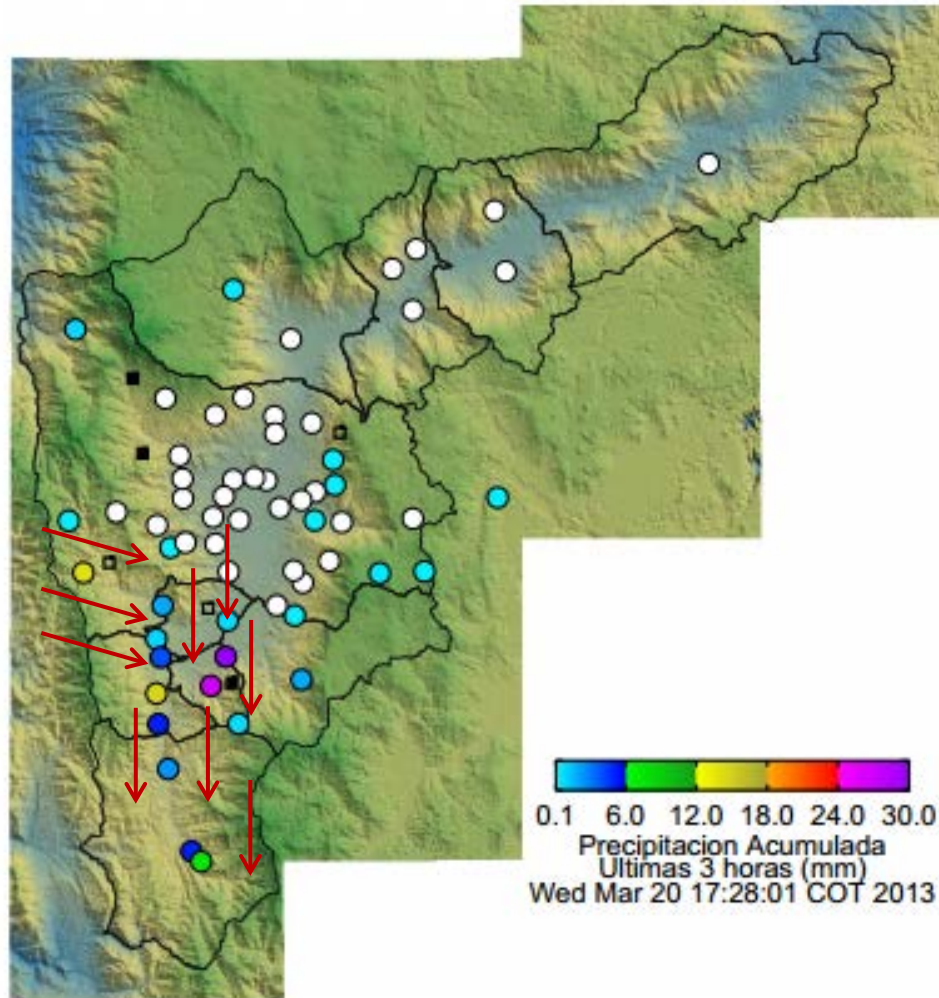 0.1 6.0 12.0 18.0 24.0 30.0
Precipitacion Acumulada
Ultimas 3 horas (mm)
Wed Mar 20 17:28:01 COT 2013